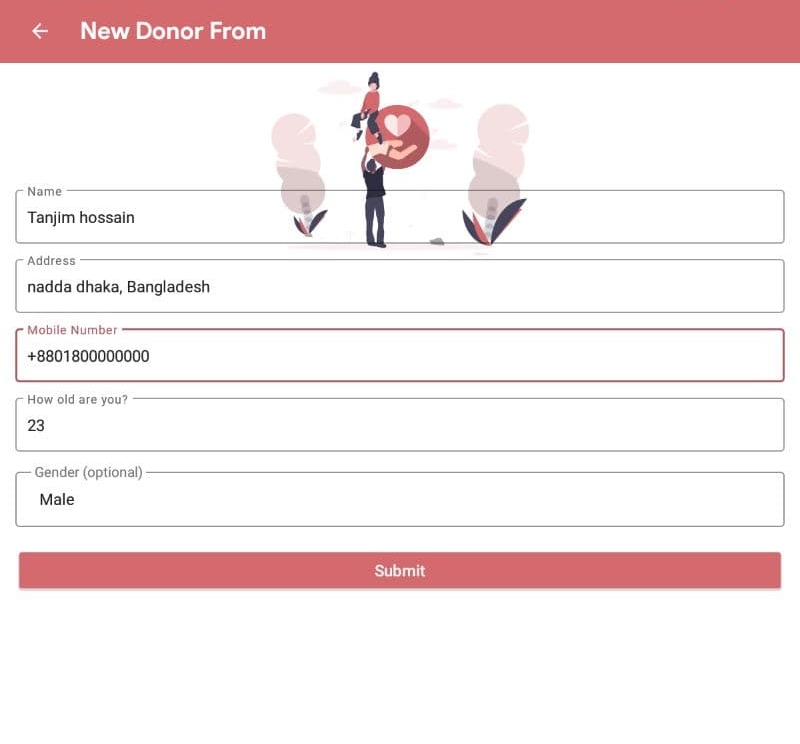 New Donor From
Name
Tanjim hossain
Address
nadda dhaka, Bangladesh
Mobile Number
+8801800000000
How old are you?
23
Gender (optional)
Male
Submit